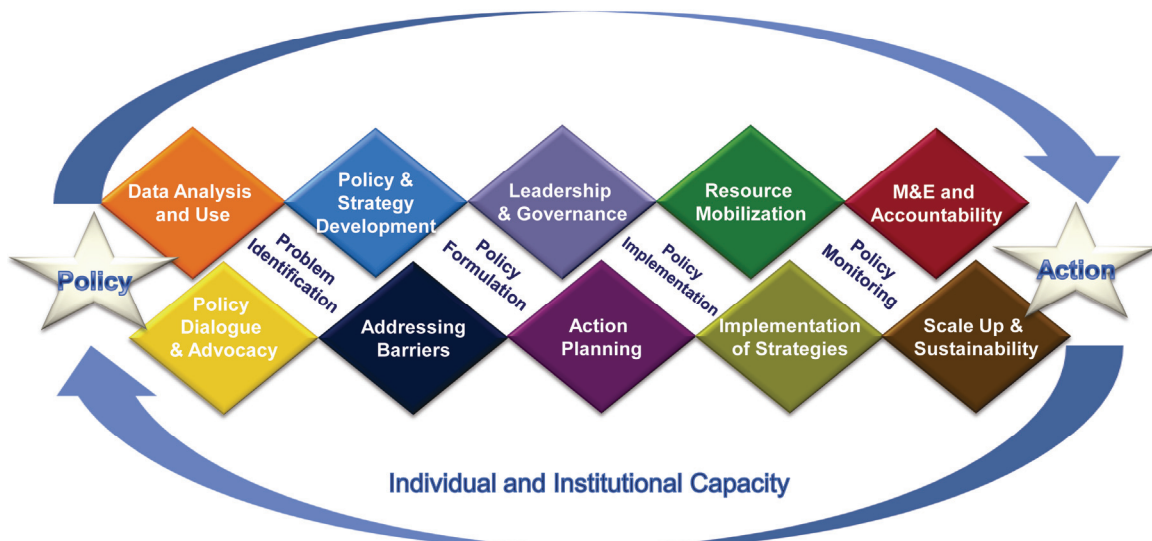 Data Analysis
and Use
Policy &
Strategy
Development
Leadership
& Governance
Resource
Mobilization
M&E and
Accountability
Policy
Problem
Identification
Policy
Formulation
Policy
Implementation
Policy
Monitoring
Action
Policy
Dialogue
& Advocacy
Addressing
Barriers
Action
Planning
Implementation
of Strategies
Scale Up &
Sustainability
Individual and Institutional Capacity